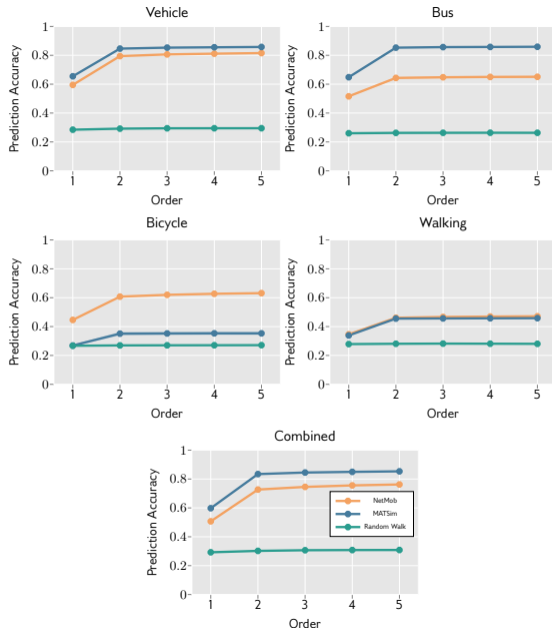 Vehicle
Prediction Accuracy
1
0.8
0.6
0.4
0.2
0
1 2 3 4 5
Order
Bus
Prediction Accuracy
1
0.8
0.6
0.4
0.2
0
1 2 3 4 5
Order
Bicycle
Prediction Accuracy
1
0.8
0.6
0.4
0.2
0
1 2 3 4 5
Order
Walking
Prediction Accuracy
1
0.8
0.6
0.4
0.2
0
1 2 3 4 5
Order
Combined
Prediction Accuracy
1
0.8
0.6
0.4
0.2
0
NetMob
MATSim
Random Walk
1 2 3 4 5
Order